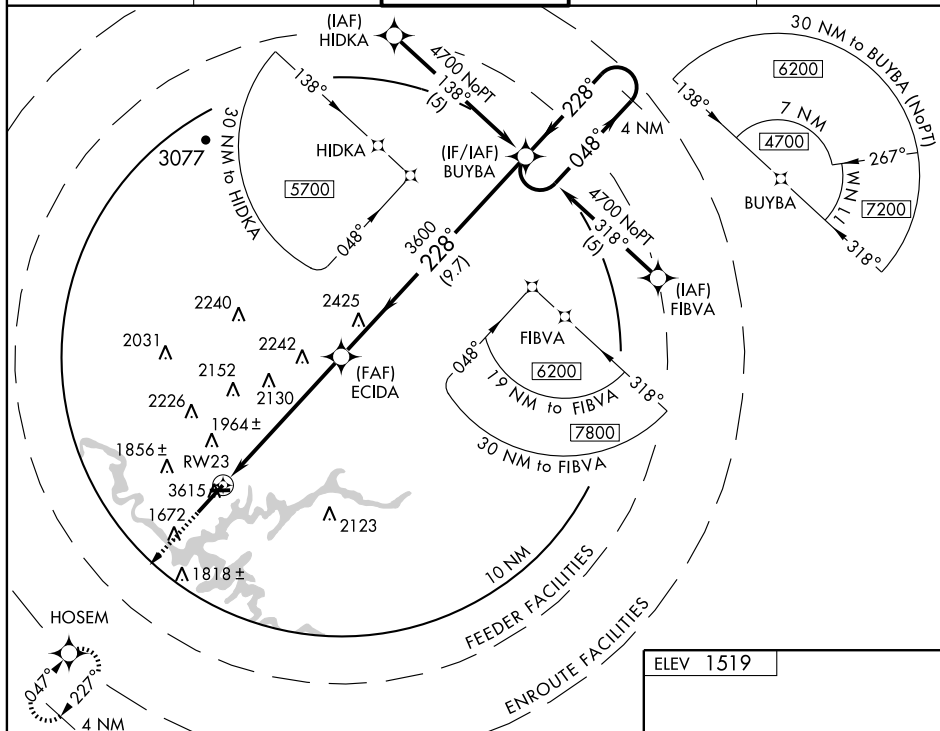 (IAF)
HIDKA
4700 NoPT
138°
(5)
228°
048°
4 NM
(IF/IAF)
BUYBA
30 NM to BUYBA (NoPT)
6200
138°
7 NM
4700
267°
BUYBA
7200
318°
3077
138°
HIDKA
5700
30 NM to HIDKA
048°
4700 NoPT
318°
(5)
(IAF)
FIBVA
3600
228°
(9.7)
2240
2425
2031
2242
2152
2130
2226
1964±
1856±
(FAF)
ECIDA
FIBVA
048°
6200
318°
19 NM to FIBVA
7800
30 NM to FIBVA
RW23
3615
1672
2123
1818±
10 NM
FEEDER FACILITIES
ENROUTE FACILITIES
HOSEM
047°
227°
4 NM
ELEV 1519